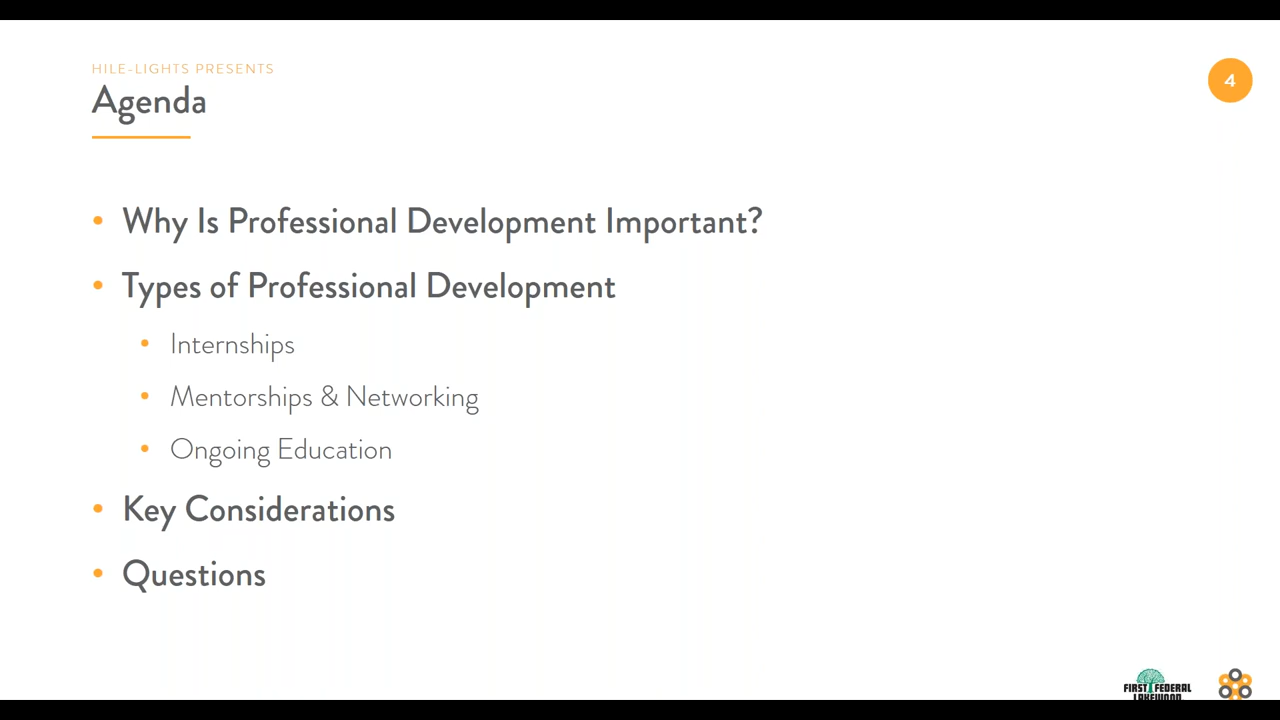 HILE-LIGHTS PRESENTS
Agenda
4
• Why Is Professional Development Important?
• Types of Professional Development
• Internships
• Mentorships & Networking
• Ongoing Education
• Key Considerations
• Questions
FIRST FEDERAL
LAKEWOOD